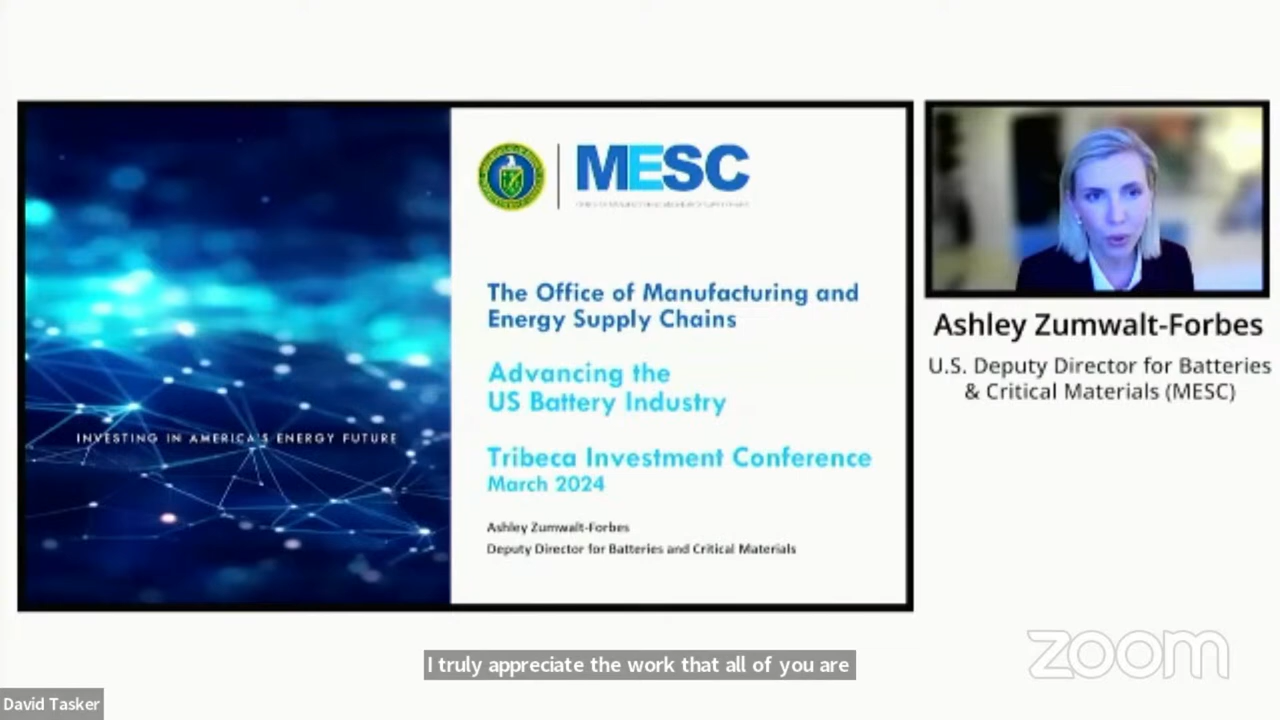 MESC
The Office of Manufacturing and
Energy Supply Chains
Advancing the
US Battery Industry
Tribeca Investment Conference
March 2024
Ashley Zumwalt-Forbes
Deputy Director for Batteries and Critical Materials
INVESTING IN AMERICA'S ENERGY FUTURE
Ashley Zumwalt-Forbes
U.S. Deputy Director for Batteries
& Critical Materials (MESC)
I truly appreciate the work that all of you are
zoom
David Tasker